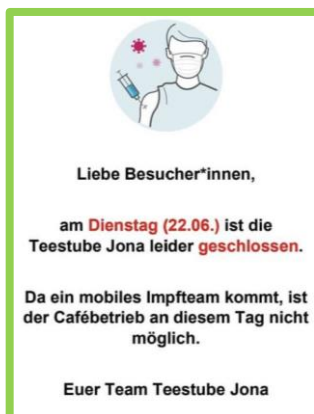 Liebe Besucher*innen,
am Dienstag (22.06.) ist die
Teestube Jona leider geschlossen.
Da ein mobiles Impfteam kommt, ist
der Cafébetrieb an diesem Tag nicht
möglich.
Euer Team Teestube Jona